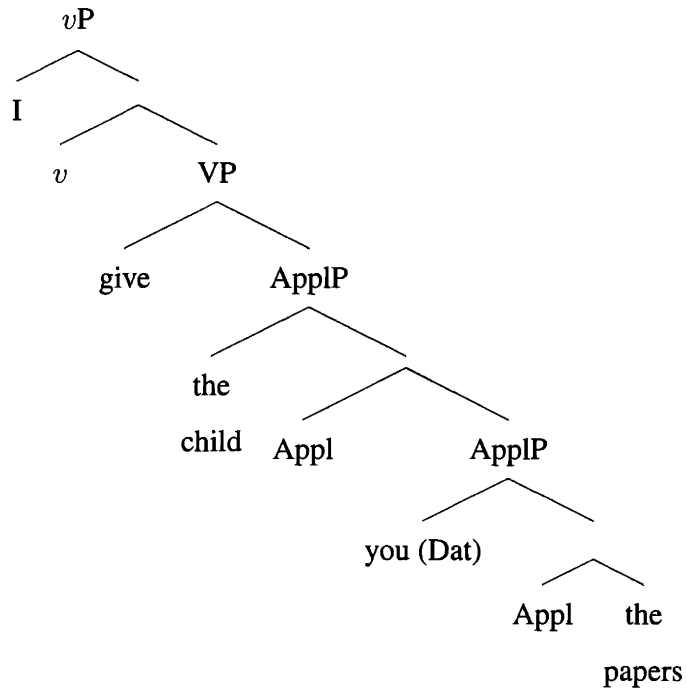 vP
I
v VP
give ApplP
the
child Appl ApplP
you (Dat)
Appl the
papers